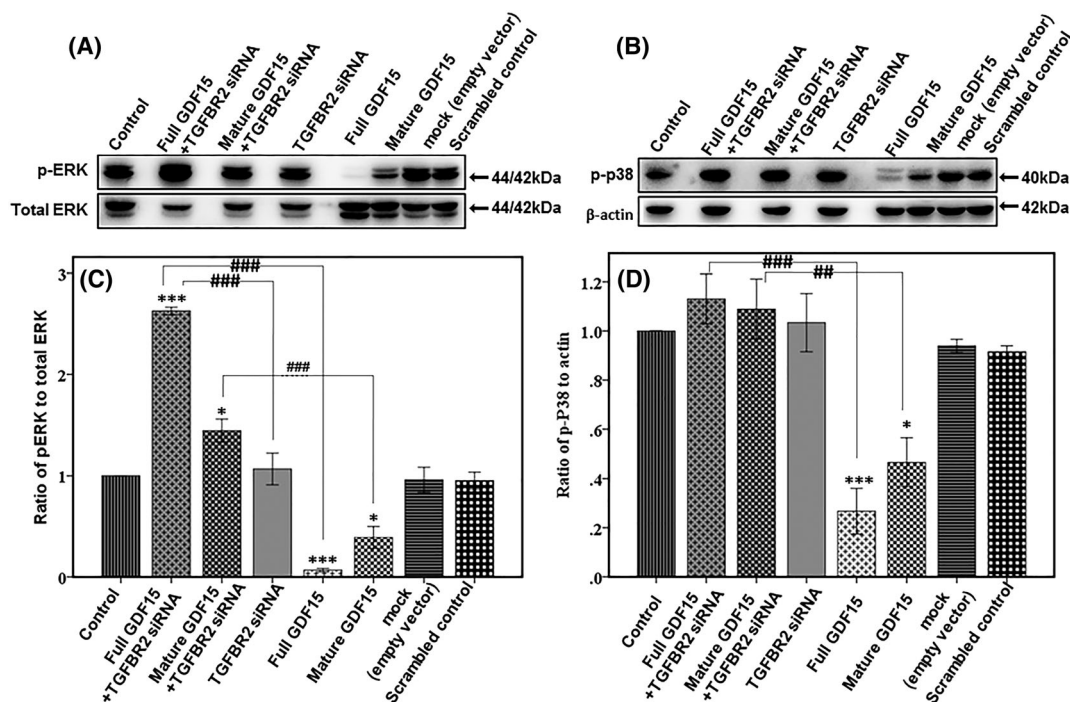 (A)
Control
Full GDF15
+TGFBR2 siRNA
Mature GDF15
+TGFBR2 siRNA
TGFBR2 siRNA
Full GDF15
Mature GDF15
mock (empty vector)
Scrambled control
p-ERK
44/42kDa
Total ERK
44/42kDa
(B)
Control
Full GDF15
+TGFBR2 siRNA
Mature GDF15
+TGFBR2 siRNA
TGFBR2 siRNA
Full GDF15
Mature GDF15
mock (empty vector)
Scrambled control
p-p38
40kDa
β-actin
42kDa
(C)
Ratio of pERK to total ERK
3
2
1
0
###
###
***
###
*
***
*
Control
Full GDF15
+TGFBR2 siRNA
Mature GDF15
+TGFBR2 siRNA
TGFBR2 siRNA
Full GDF15
Mature GDF15
mock
(empty vector)
Scrambled control
(D)
Ratio of p-P38 to actin
1.2
1.0
.8
.6
.4
.2
.0
###
##
***
*
Control
Full GDF15
+TGFBR2 siRNA
Mature GDF15
+TGFBR2 siRNA
TGFBR2 siRNA
Full GDF15
Mature GDF15
mock
(empty vector)
Scrambled control